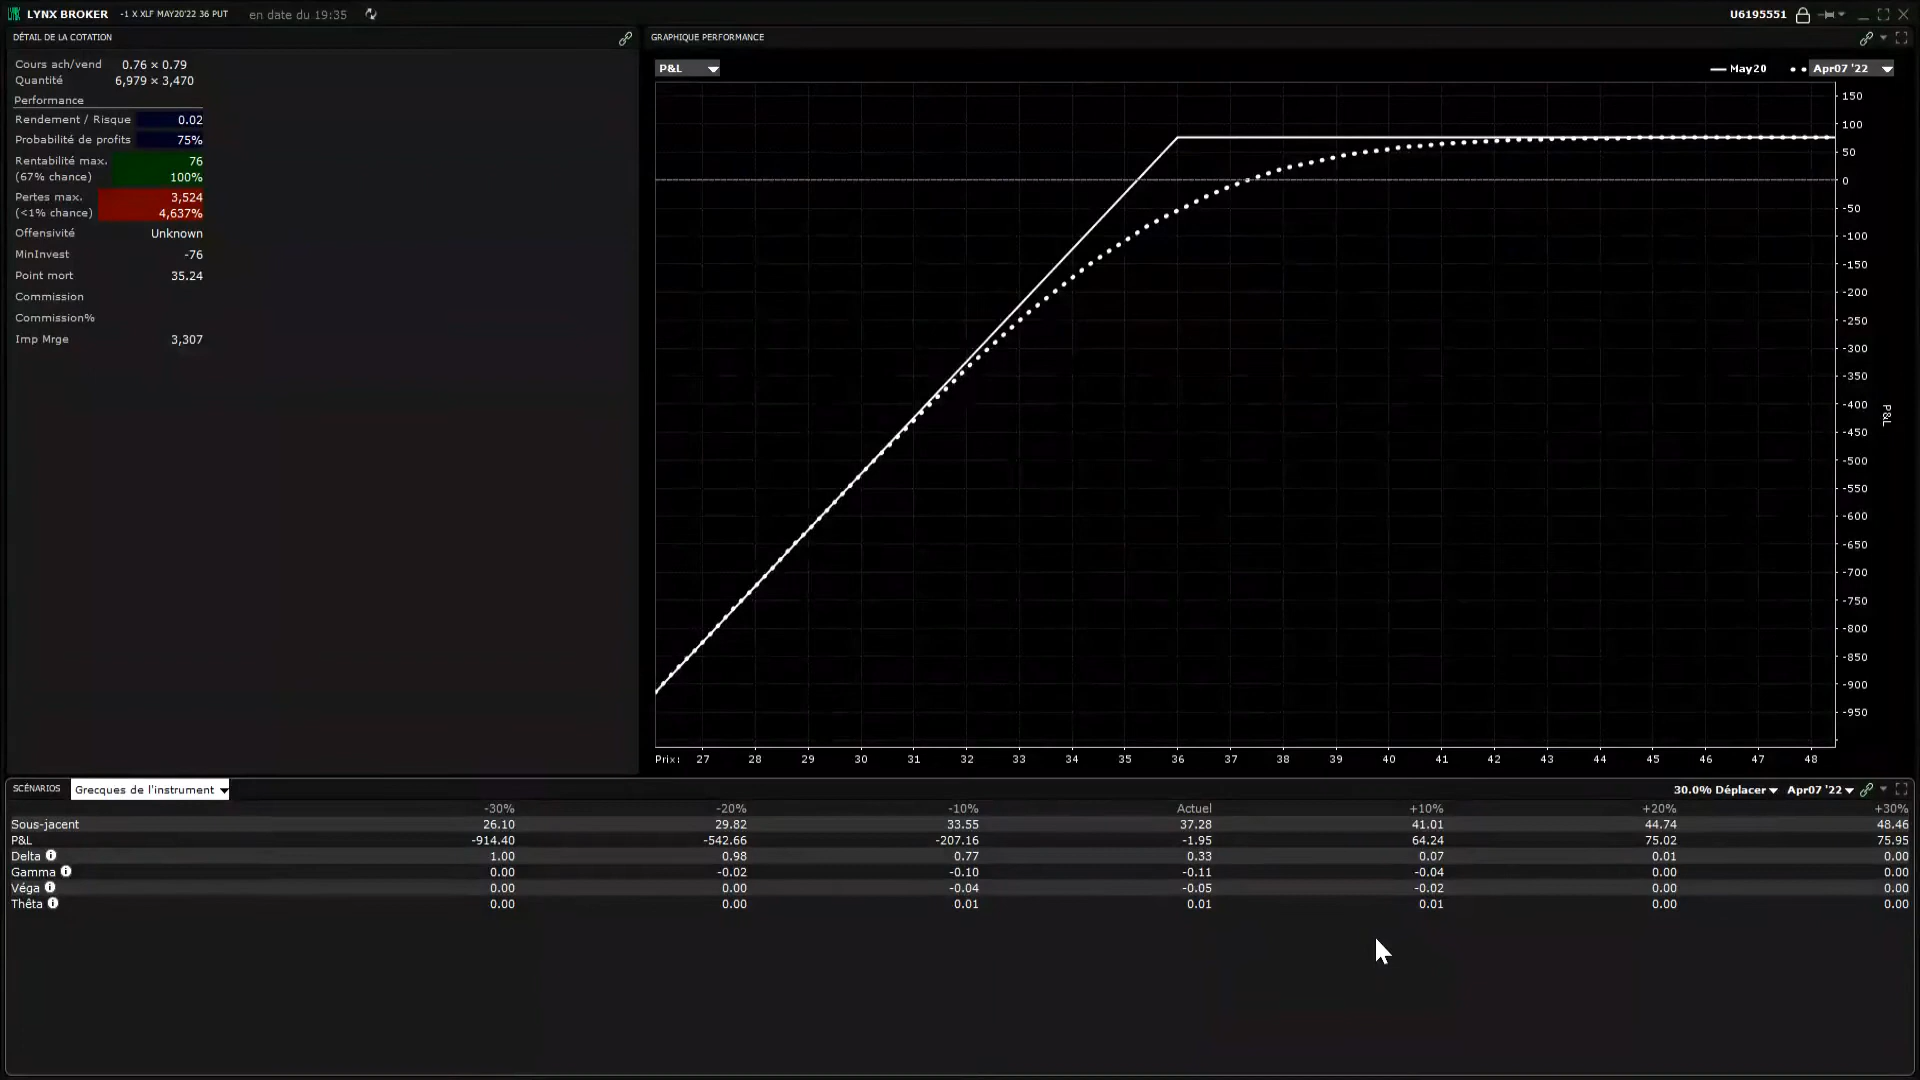 LYNX BROKER -1 X XLF MAY20'22 36 PUT en date du 19:35 U6195551
DÉTAIL DE LA COTATION
Cours ach/vend 0.76 × 0.79
Quantité 6,979 × 3,470
Performance
Rendement / Risque 0.02
Probabilité de profits 75%
Rentabilité max. 76
(67% chance) 100%
Pertes max. 3,524
(<1% chance) 4,637%
Offensivité Unknown
MinInvest -76
Point mort 35.24
Commission
Commission%
Imp Mrge 3,307
GRAPHIQUE PERFORMANCE
P&L May20 Apr07 '22
150
100
50
0
-50
-100
-150
-200
-250
-300
-350
-400
-450
-500
-550
-600
-650
-700
-750
-800
-850
-900
-950
P&L
Prix: 27 28 29 30 31 32 33 34 35 36 37 38 39 40 41 42 43 44 45 46 47 48
SCÉNARIOS Grecques de l'instrument 30.0% Déplacer Apr07 '22
-30% -20% -10% Actuel +10% +20% +30%
Sous-jacent 26.10 29.82 33.55 37.28 41.01 44.74 48.46
P&L -914.40 -542.66 -207.16 -1.95 64.24 75.02 75.95
Delta 1.00 0.98 0.77 0.33 0.07 0.01 0.00
Gamma 0.00 -0.02 -0.10 -0.11 -0.04 0.00 0.00
Véga 0.00 0.00 -0.04 -0.05 -0.02 0.00 0.00
Thêta 0.00 0.00 0.01 0.01 0.01 0.00 0.00